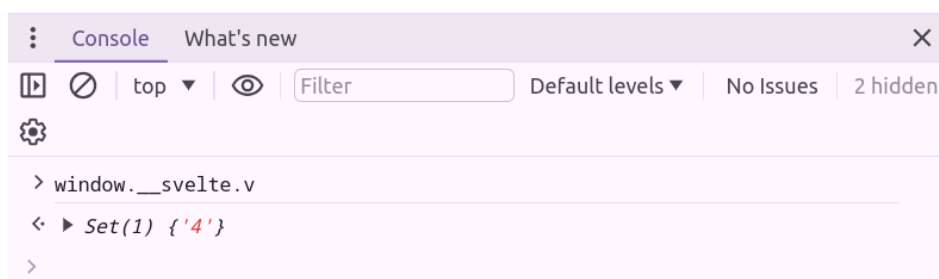 Console What's new
top Filter Default levels No Issues 2 hidden
window.__svelte.v
Set(1) {'4'}